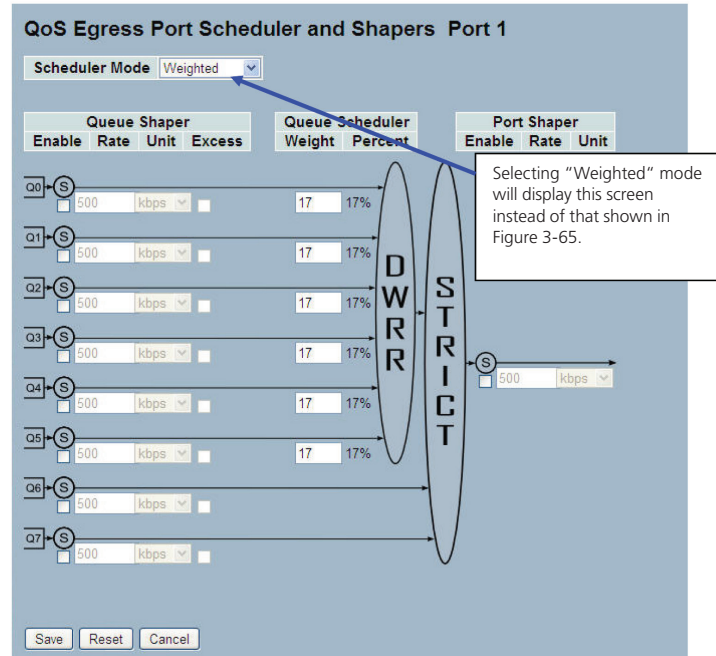 QoS Egress Port Scheduler and Shapers Port 1
Scheduler Mode Weighted
Queue Shaper Queue Scheduler Port Shaper
Enable Rate Unit Excess Weight Percent Enable Rate Unit
Selecting "Weighted" mode
will display this screen
instead of that shown in
Figure 3-65.
Q0 S
500 kbps 17 17%
Q1 S
500 kbps 17 17%
Q2 S
500 kbps 17 17%
Q3 S
500 kbps 17 17%
Q4 S
500 kbps 17 17%
Q5 S
500 kbps 17 17%
Q6 S
500 kbps
Q7 S
500 kbps
DWRR
STRICT
S
500 kbps
Save Reset Cancel